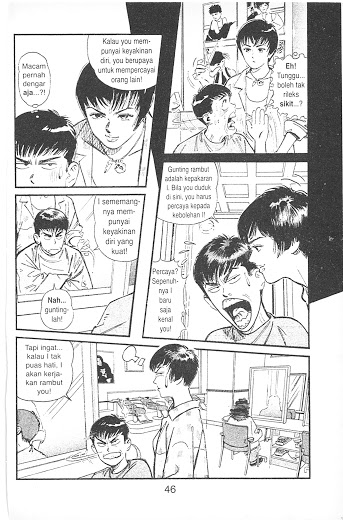 Eh!
Tunggu...
boleh tak
rileks
sikit...?
Kalau you mem-
punyai keyakinan
diri, you berupaya
untuk mempercayai
orang lain!
Macam
pernah
dengar
aja...?!
Gunting rambut
adalah kepakaran
I. Bila you duduk
di sini, you harus
percaya kepada
kebolehan I!
Percaya?
Sepenuh-
nya I
baru
saja
kenal
you!
I sememang-
nya mem-
punyai
keyakinan
diri yang
kuat!
Nah...
gunting-
lah!
Tapi ingat...
kalau I tak
puas hati, I
akan kerja-
kan rambut
you!
46